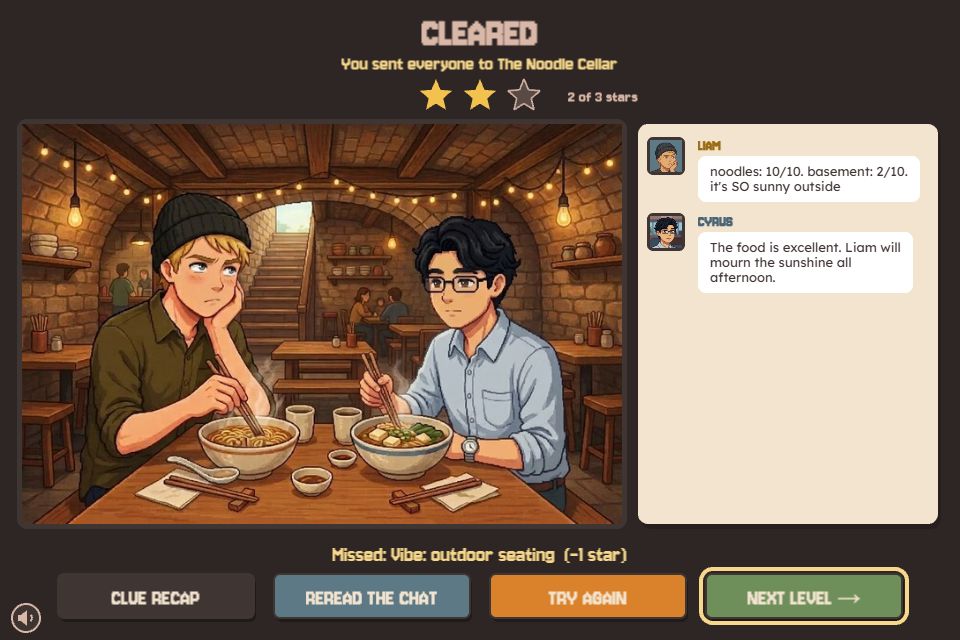 CLEARED
You sent everyone to The Noodle Cellar
2 of 3 stars
LIAM
noodles: 10/10. basement: 2/10.
it's SO sunny outside
CYRUS
The food is excellent. Liam will
mourn the sunshine all
afternoon.
Missed: Vibe: outdoor seating (-1 star)
CLUE RECAP
REREAD THE CHAT
TRY AGAIN
NEXT LEVEL →